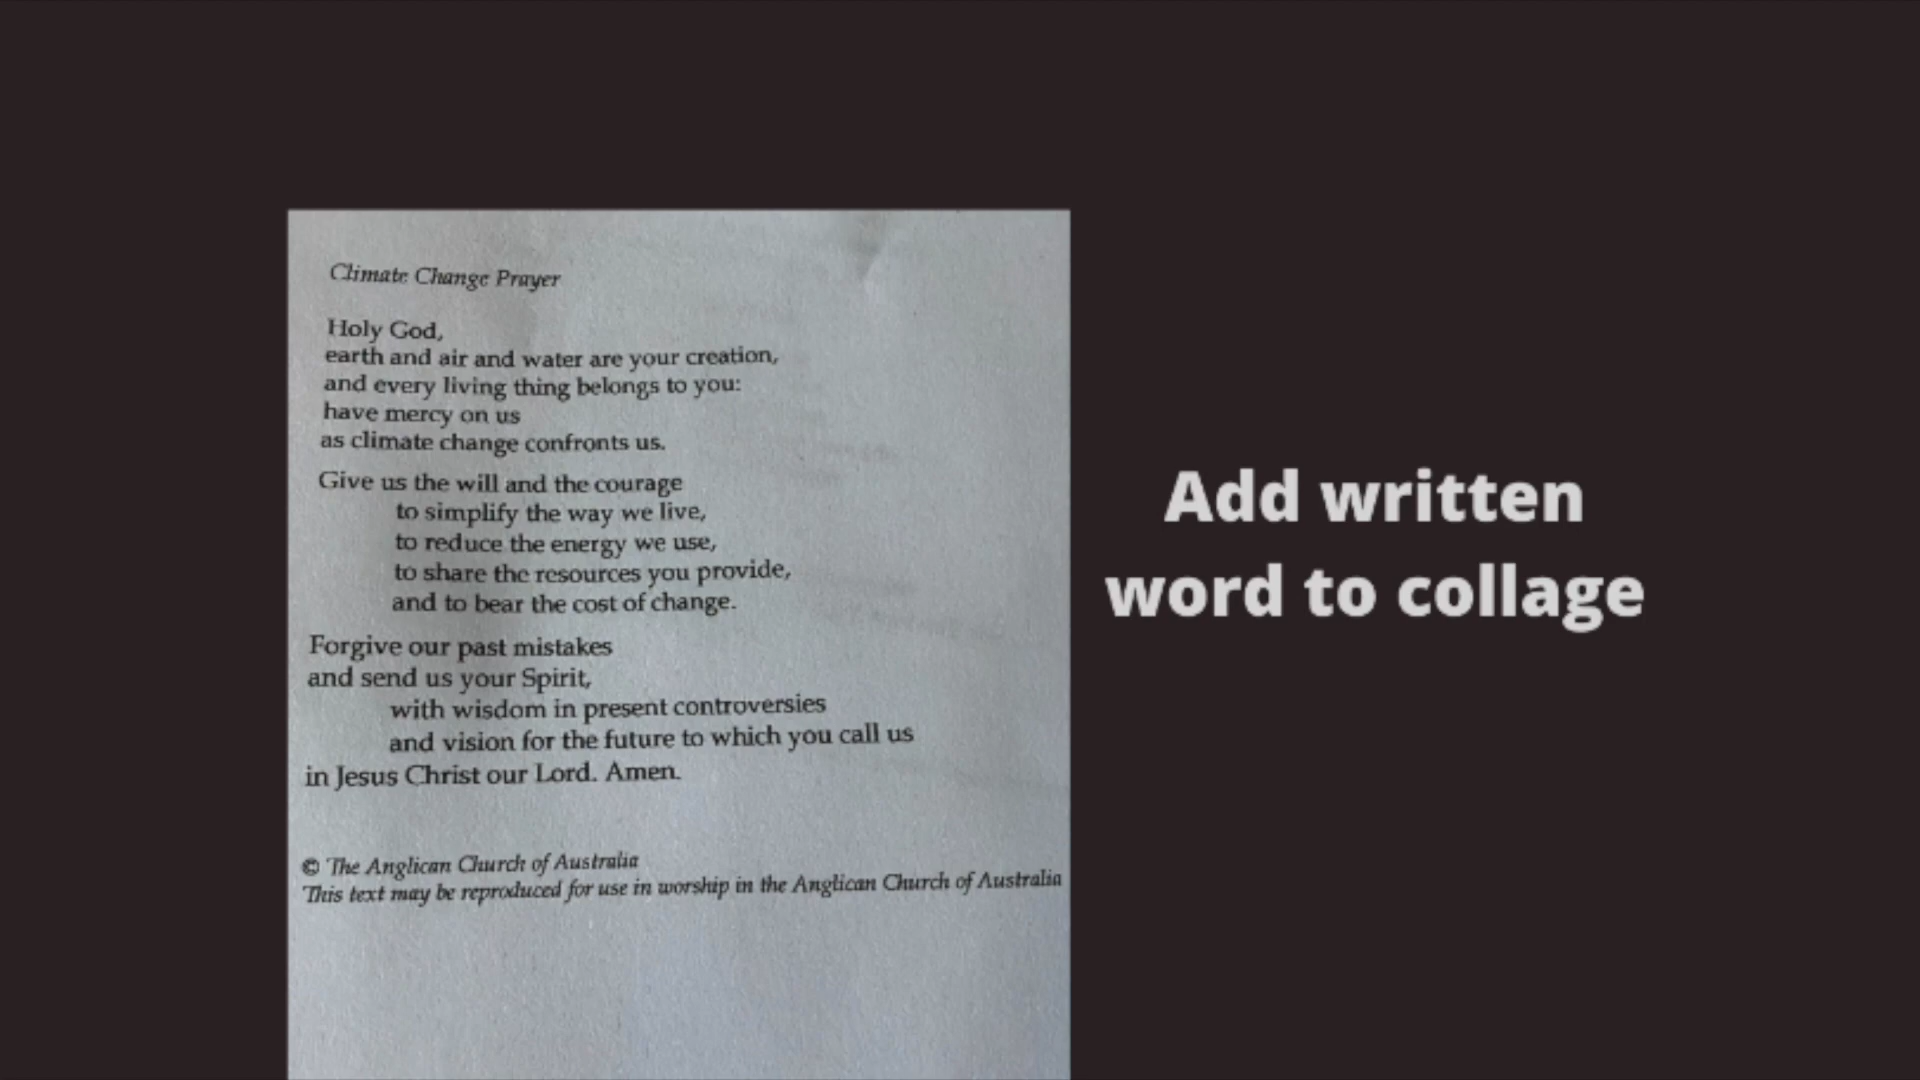 Climate Change Prayer
Holy God,
earth and air and water are your creation,
and every living thing belongs to you:
have mercy on us
as climate change confronts us.
Give us the will and the courage
to simplify the way we live,
to reduce the energy we use,
to share the resources you provide,
and to bear the cost of change.
Forgive our past mistakes
and send us your Spirit,
with wisdom in present controversies
and vision for the future to which you call us
in Jesus Christ our Lord. Amen.
© The Anglican Church of Australia
This text may be reproduced for use in worship in the Anglican Church of Australia
Add written
word to collage